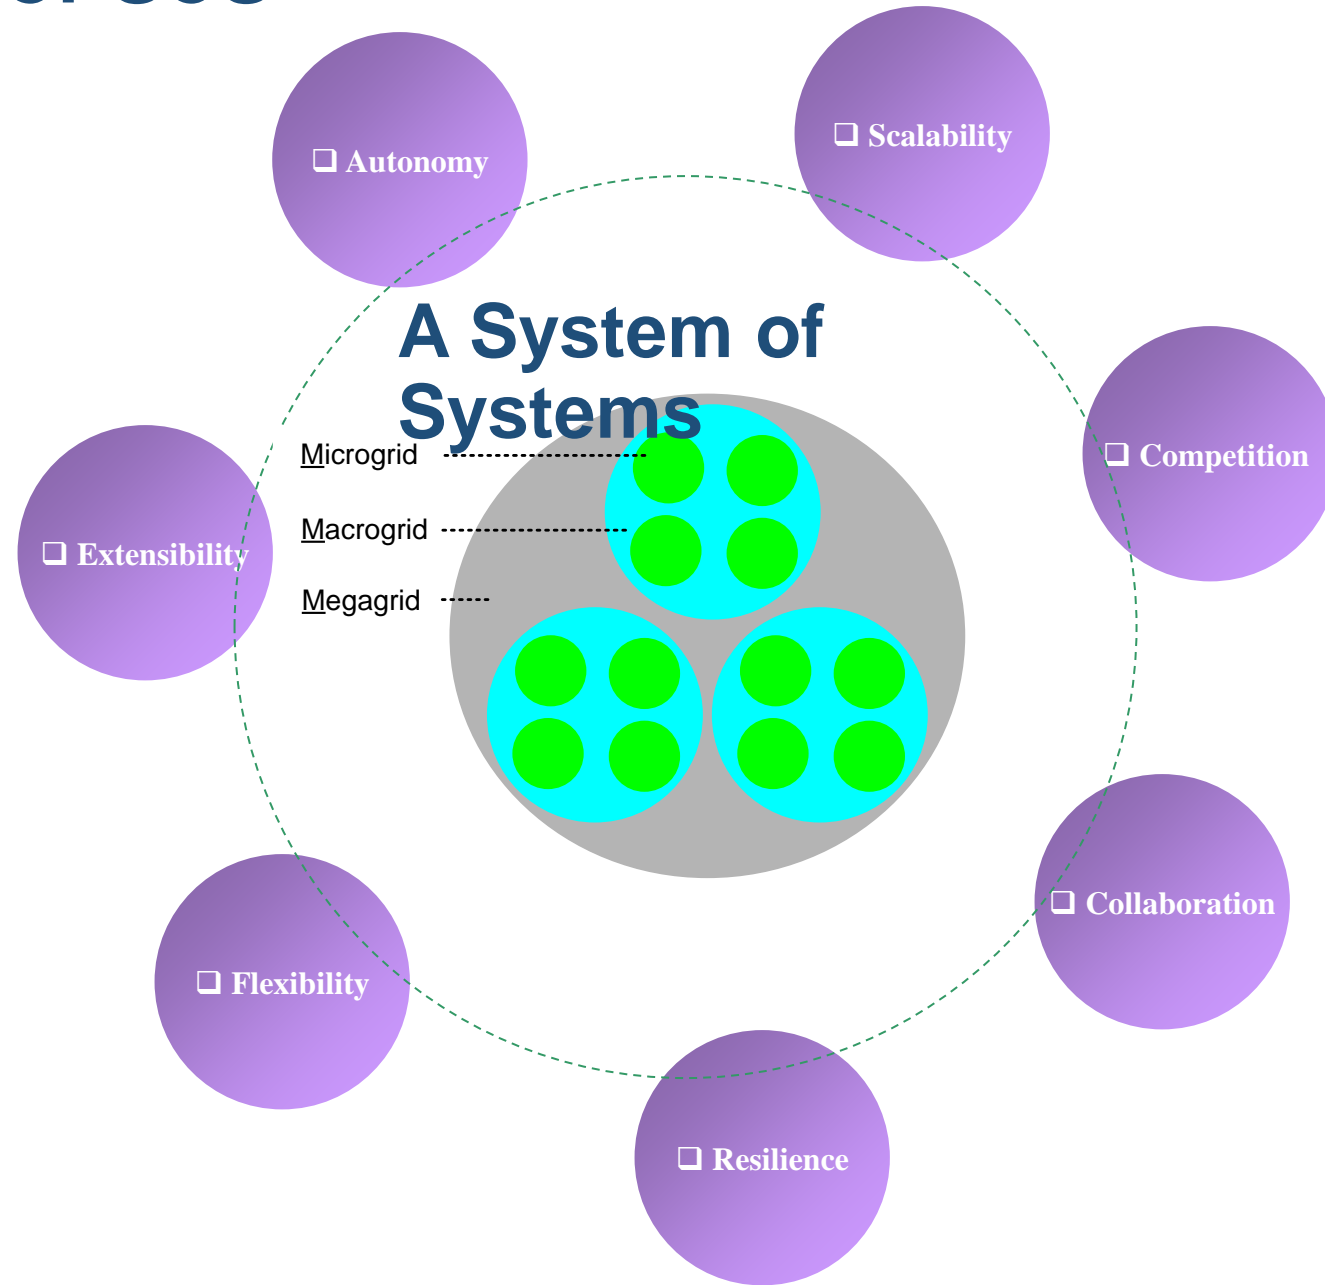 ❑ Scalability
❑ Autonomy
A System of
Systems
❑ Competition
Microgrid
Macrogrid
❑ Extensibility
Megagrid
❑ Collaboration
❑ Flexibility
❑ Resilience